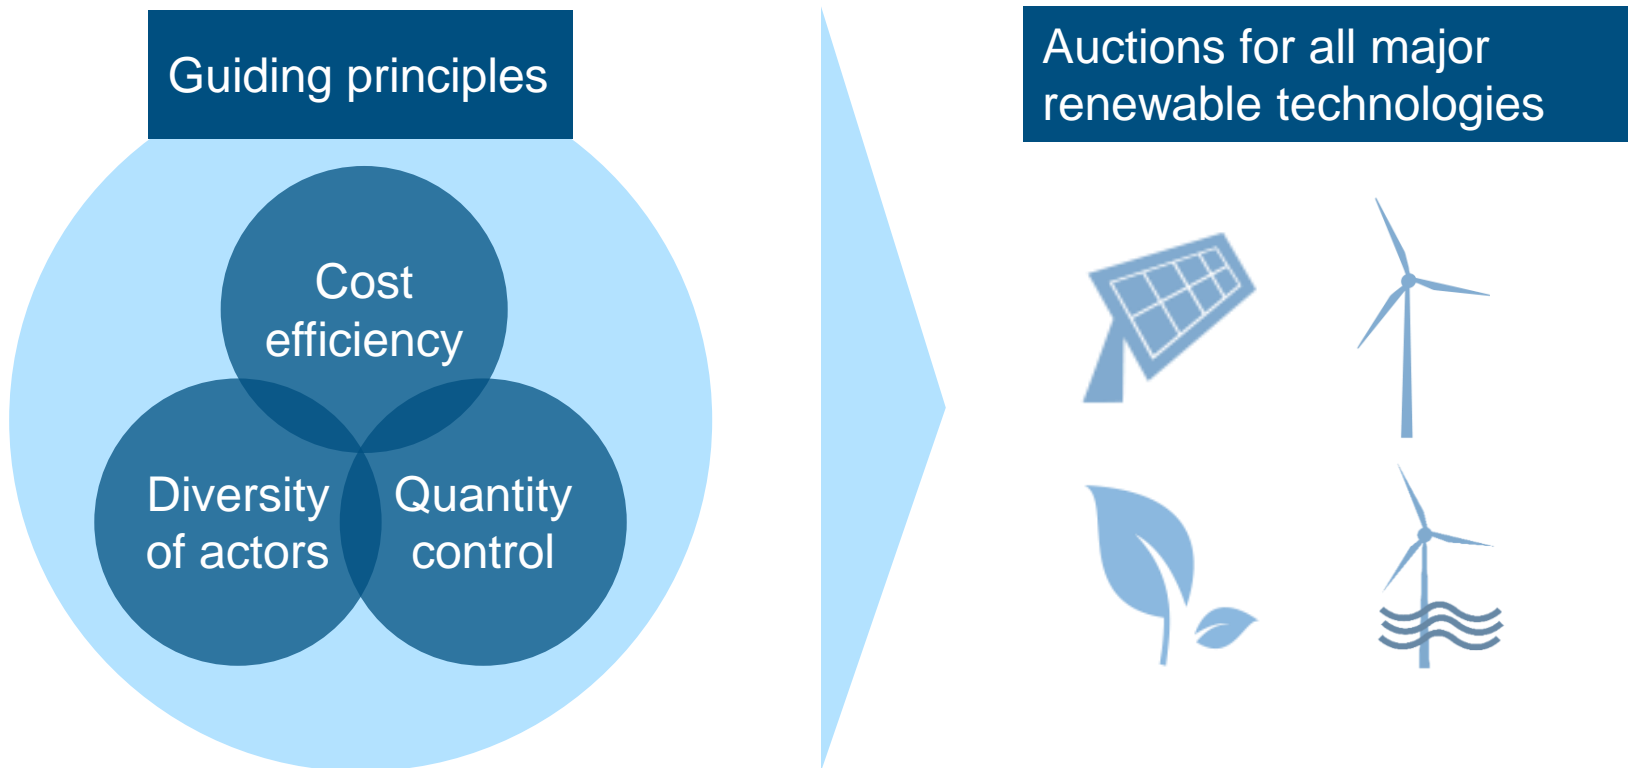 Guiding principles
Cost
efficiency
Diversity
of actors
Quantity
control
Auctions for all major
renewable technologies